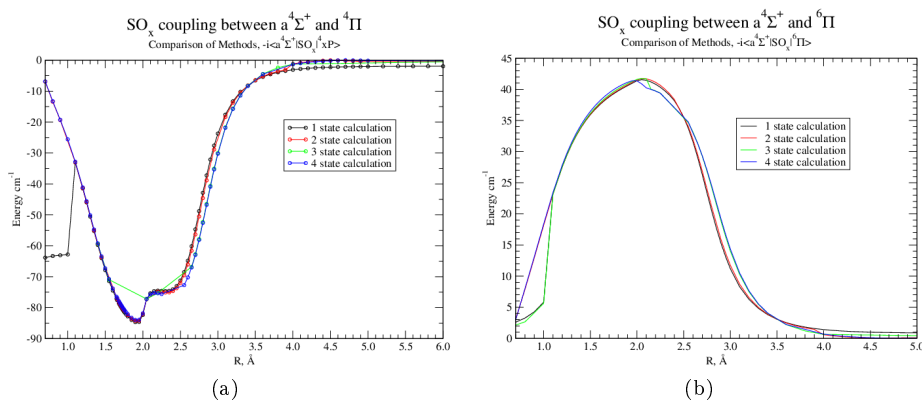 SOₓ coupling between a⁴Σ⁺ and ⁴Π
Comparison of Methods, -i<a⁴Σ⁺|SOₓ|⁴xP>
0
-10
-20
-30
-40
-50
-60
-70
-80
-90
Energy cm⁻¹
1 state calculation
2 state calculation
3 state calculation
4 state calculation
1.0 1.5 2.0 2.5 3.0 3.5 4.0 4.5 5.0 5.5 6.0
R, Å
(a)
SOₓ coupling between a⁴Σ⁺ and ⁶Π
Comparison of Methods, -i<a⁴Σ⁺|SOₓ|⁶Π>
45
40
35
30
25
20
15
10
5
0
Energy cm⁻¹
1 state calculation
2 state calculation
3 state calculation
4 state calculation
1.0 1.5 2.0 2.5 3.0 3.5 4.0 4.5 5.0
R, Å
(b)